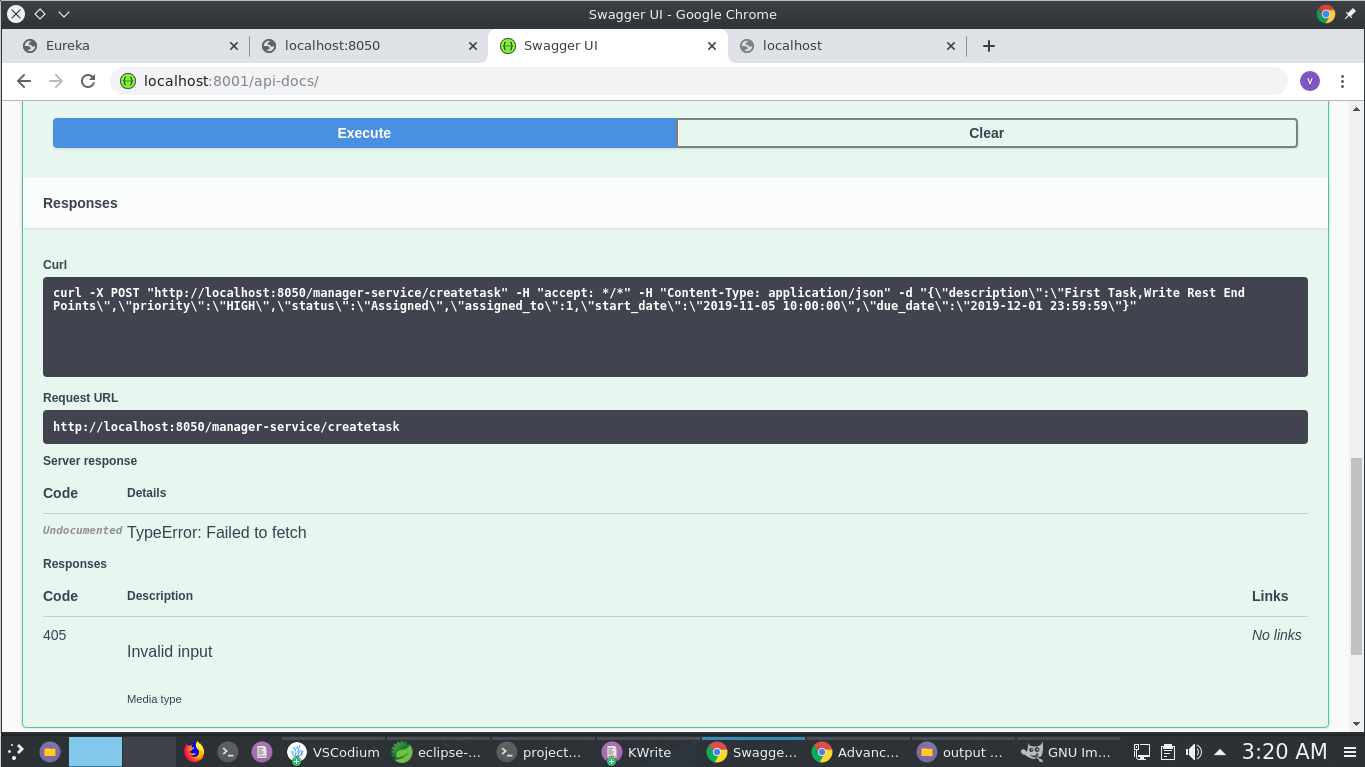 Swagger UI - Google Chrome
Eureka
localhost:8050
Swagger UI
localhost
localhost:8001/api-docs/
v
Execute
Clear
Responses
Curl
curl -X POST "http://localhost:8050/manager-service/createtask" -H "accept: */*" -H "Content-Type: application/json" -d "{\"description\":\"First Task,Write Rest End
Points\",\"priority\":\"HIGH\",\"status\":\"Assigned\",\"assigned_to\":1,\"start_date\":\"2019-11-05 10:00:00\",\"due_date\":\"2019-12-01 23:59:59\"}"
Request URL
http://localhost:8050/manager-service/createtask
Server response
Code Details
Undocumented TypeError: Failed to fetch
Responses
Code Description Links
405 No links
Invalid input
Media type
VSCodium eclipse-... project... KWrite Swagge... Advanc... output ... GNU Im... 3:20 AM